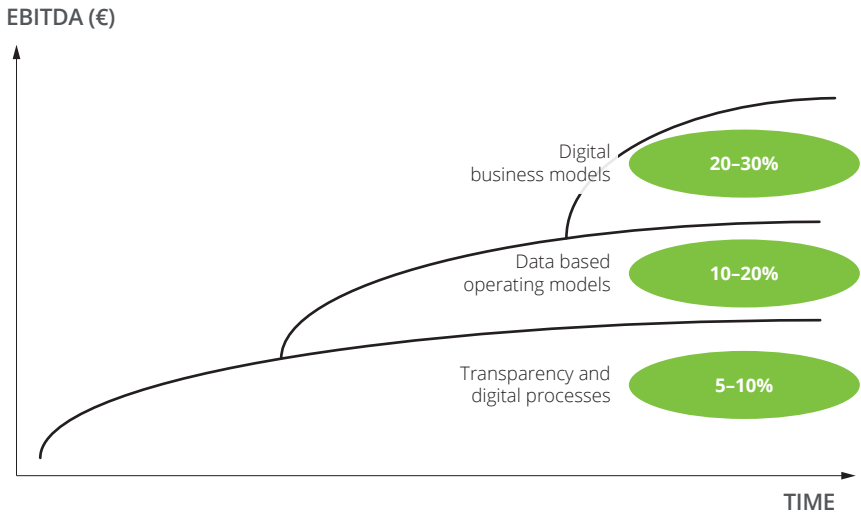 EBITDA (€)
Digital
business models
20–30%
Data based
operating models
10–20%
Transparency and
digital processes
5–10%
TIME